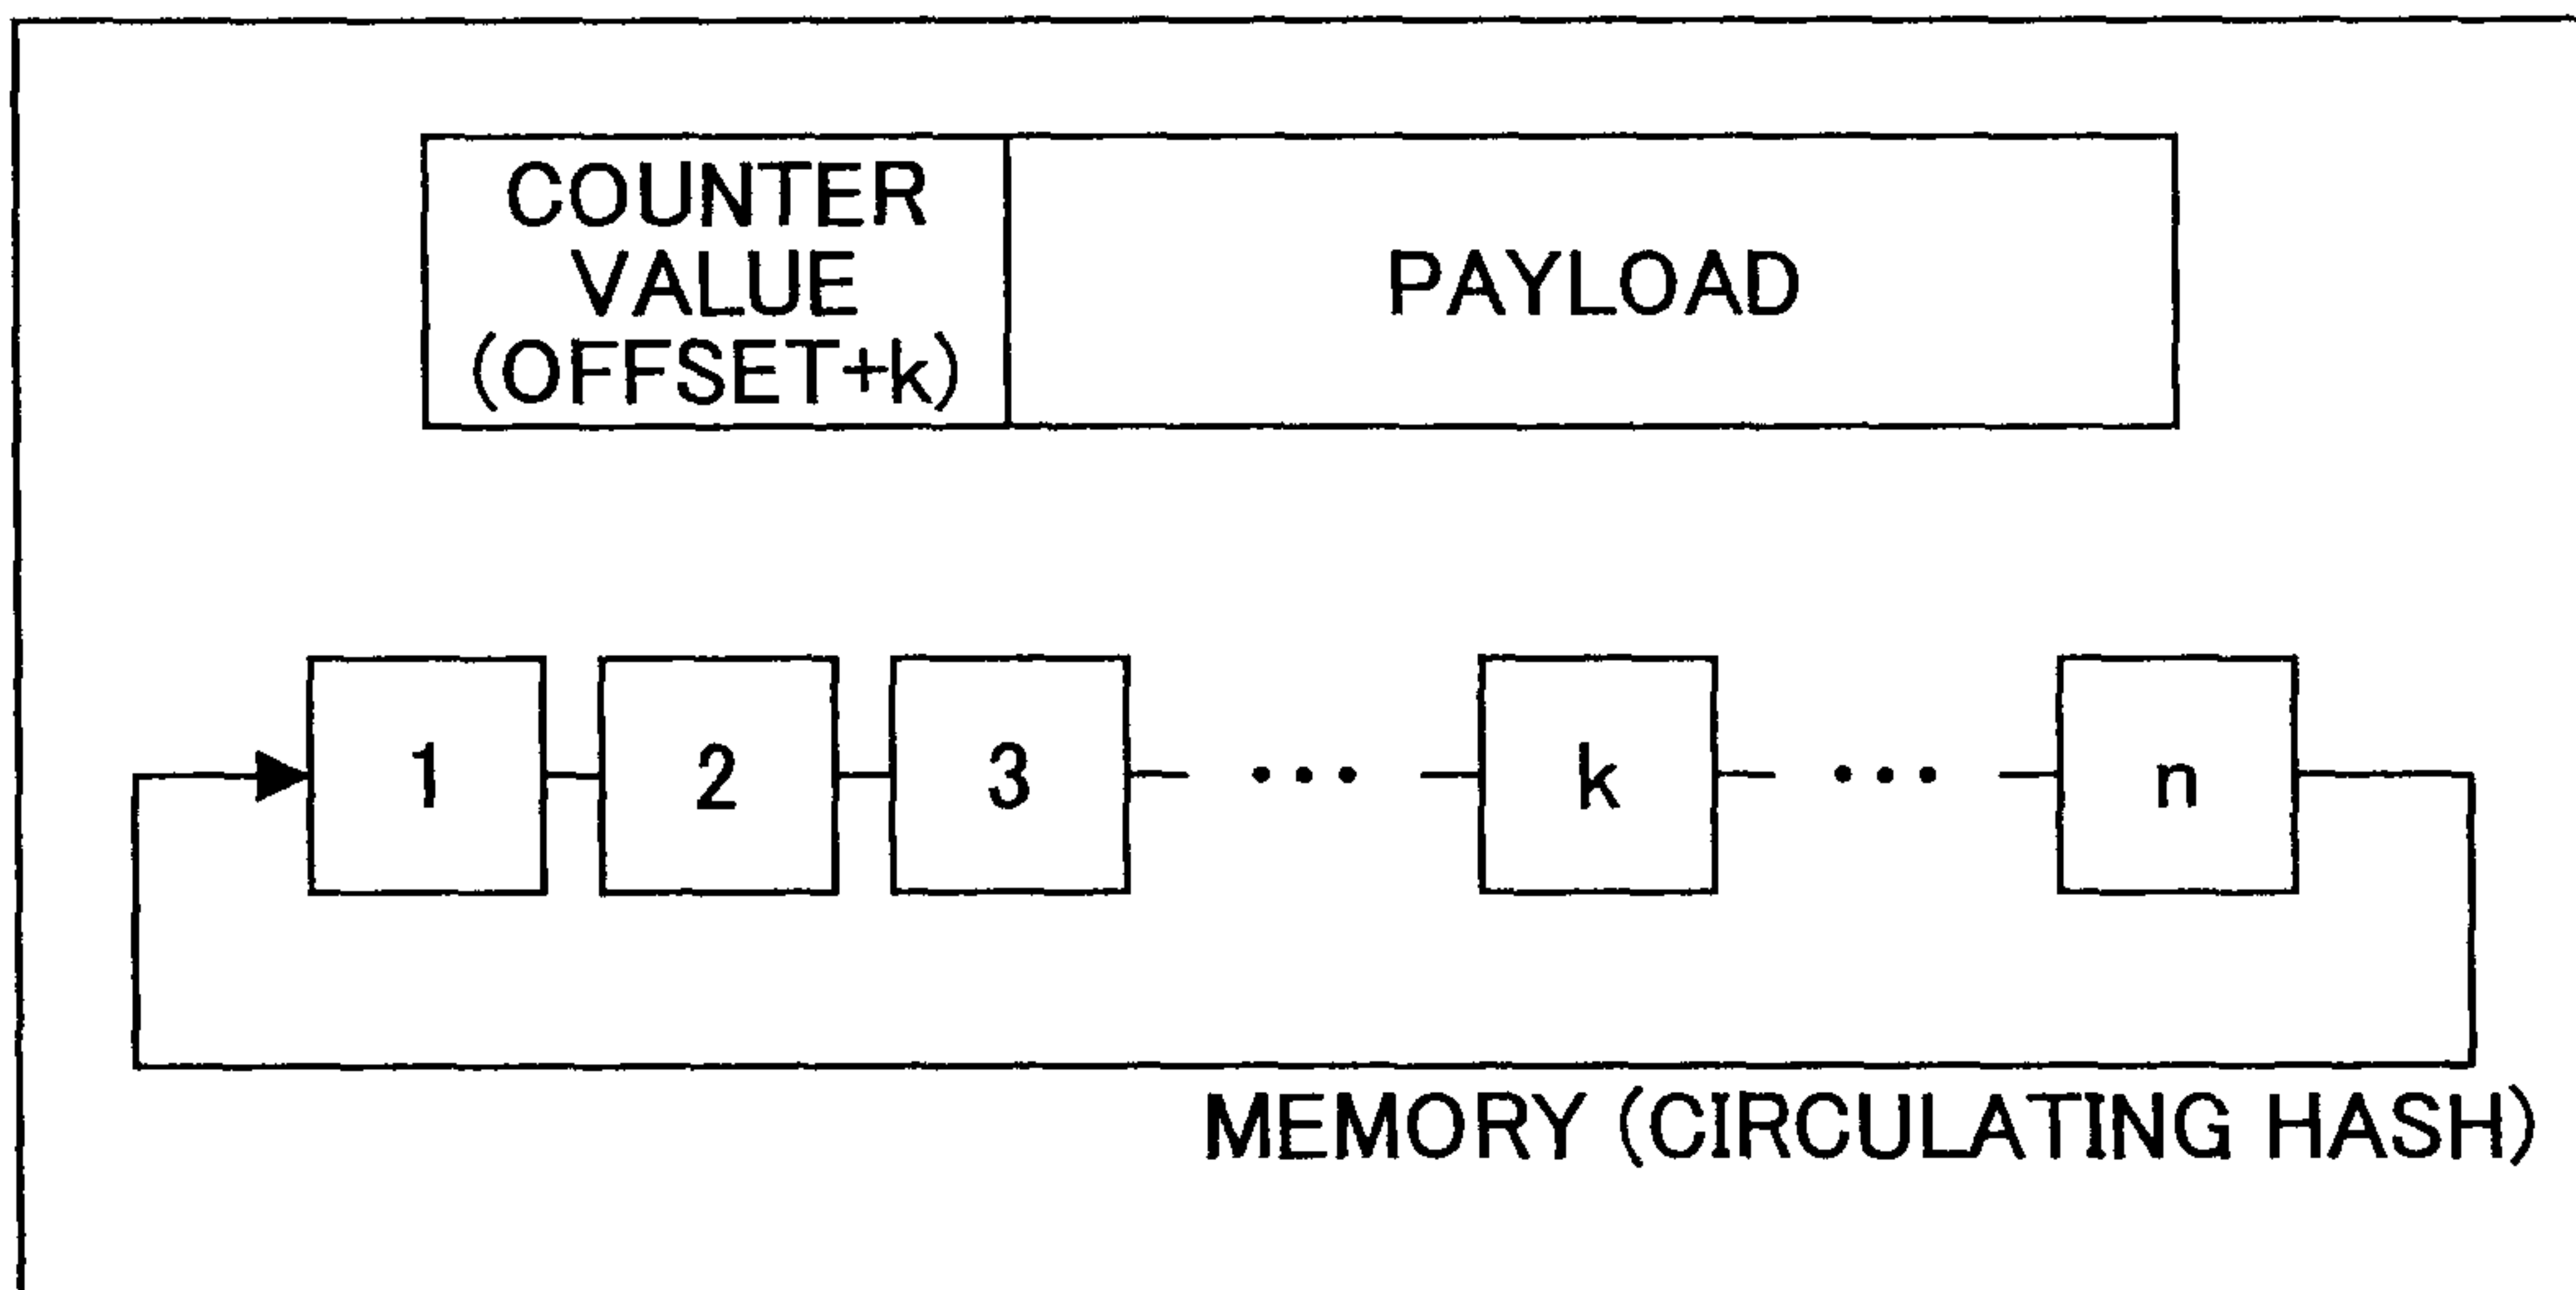 COUNTER
VALUE
(OFFSET+k)
PAYLOAD
1 2 3 ••• k ••• n
MEMORY (CIRCULATING HASH)